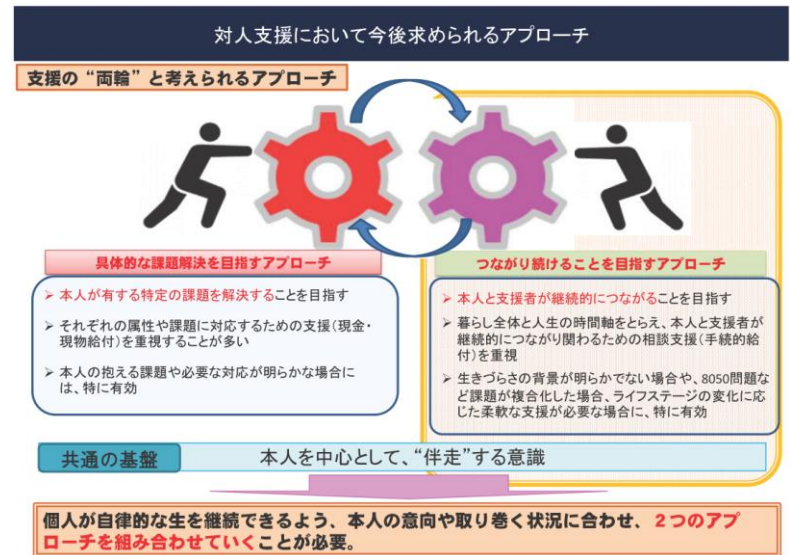 対人支援において今後求められるアプローチ
支援の“両輪”と考えられるアプローチ
具体的な課題解決を目指すアプローチ
➢ 本人が有する特定の課題を解決することを目指す
➢ それぞれの属性や課題に対応するための支援(現金・
現物給付)を重視することが多い
➢ 本人の抱える課題や必要な対応が明らかな場合に
は、特に有効
つながり続けることを目指すアプローチ
➢ 本人と支援者が継続的につながることを目指す
➢ 暮らし全体と人生の時間軸をとらえ、本人と支援者が
継続的につながり関わるための相談支援(手続的給
付)を重視
➢ 生きづらさの背景が明らかでない場合や、8050問題な
ど課題が複合化した場合、ライフステージの変化に応
じた柔軟な支援が必要な場合に、特に有効
共通の基盤
本人を中心として、“伴走”する意識
個人が自律的な生を継続できるよう、本人の意向や取り巻く状況に合わせ、２つのアプ
ローチを組み合わせていくことが必要。